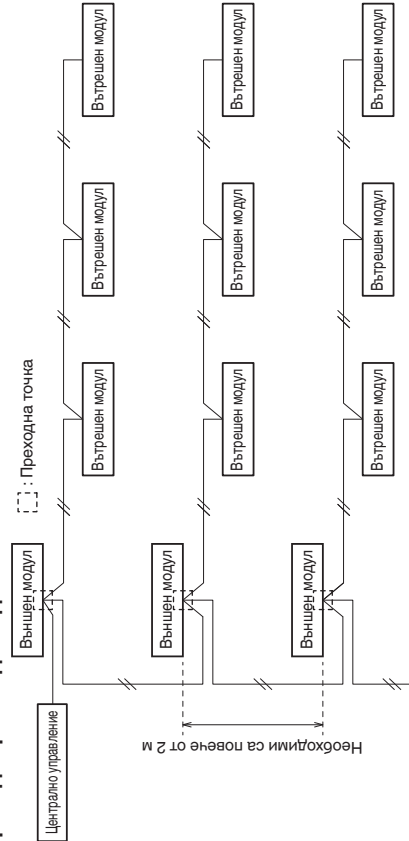 : Преходна точка
Централно управление
Външен модул
Вътрешен модул
Вътрешен модул
Вътрешен модул
Външен модул
Вътрешен модул
Вътрешен модул
Вътрешен модул
Външен модул
Вътрешен модул
Вътрешен модул
Вътрешен модул
Необходими са повече от 2 м